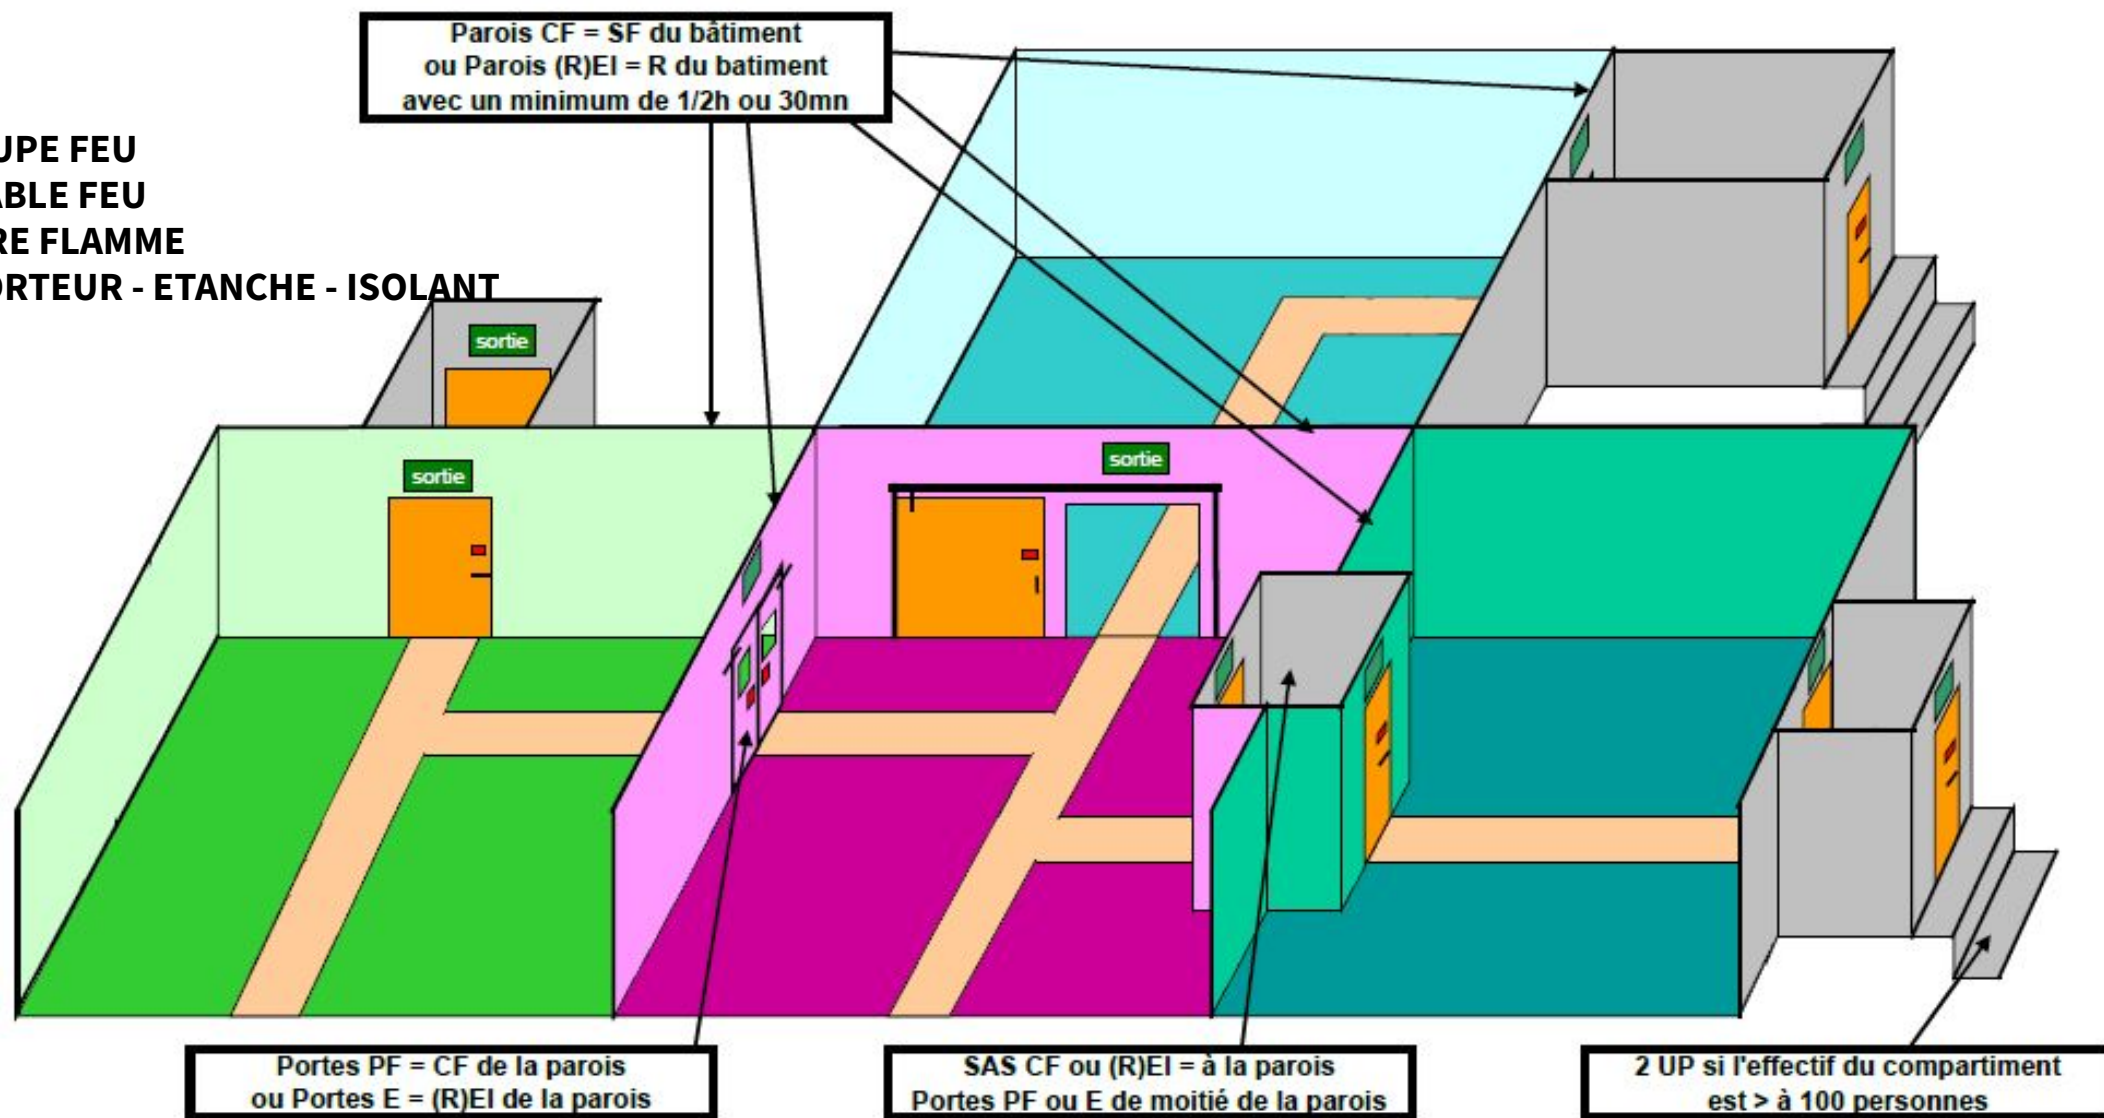 Parois CF = SF du bâtiment
ou Parois (R)EI = R du batiment
avec un minimum de 1/2h ou 30mn
UPE FEU
ABLE FEU
RE FLAMME
ORTEUR - ETANCHE - ISOLANT
sortie
sortie
sortie
Portes PF = CF de la parois
ou Portes E = (R)EI de la parois
SAS CF ou (R)EI = à la parois
Portes PF ou E de moitié de la parois
2 UP si l'effectif du compartiment
est > à 100 personnes